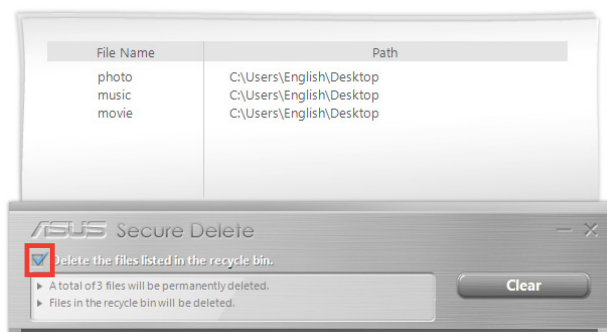 File Name Path
photo C:\Users\English\Desktop
music C:\Users\English\Desktop
movie C:\Users\English\Desktop
ASUS Secure Delete
Delete the files listed in the recycle bin.
A total of 3 files will be permanently deleted.
Clear
Files in the recycle bin will be deleted.